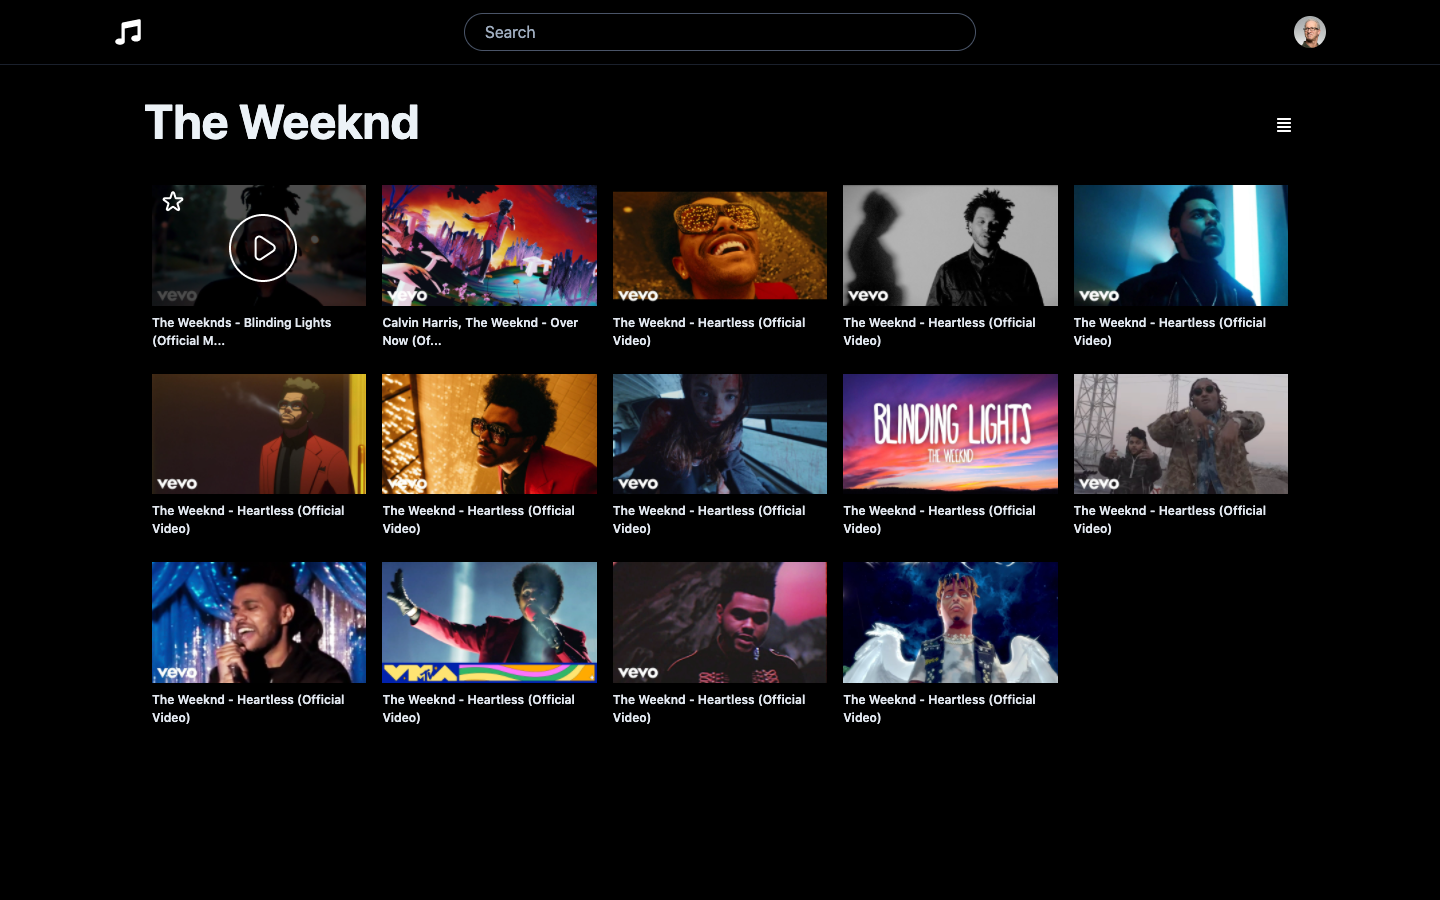 Search
The Weeknd
vevo
vevo
vevo
vevo
vevo
The Weeknds - Blinding Lights
(Official M...
Calvin Harris, The Weeknd - Over
Now (Of...
The Weeknd - Heartless (Official
Video)
The Weeknd - Heartless (Official
Video)
The Weeknd - Heartless (Official
Video)
vevo
vevo
vevo
BLINDING LIGHTS
THE WEEKND
vevo
The Weeknd - Heartless (Official
Video)
The Weeknd - Heartless (Official
Video)
The Weeknd - Heartless (Official
Video)
The Weeknd - Heartless (Official
Video)
The Weeknd - Heartless (Official
Video)
vevo
VMA
MTV
vevo
The Weeknd - Heartless (Official
Video)
The Weeknd - Heartless (Official
Video)
The Weeknd - Heartless (Official
Video)
The Weeknd - Heartless (Official
Video)